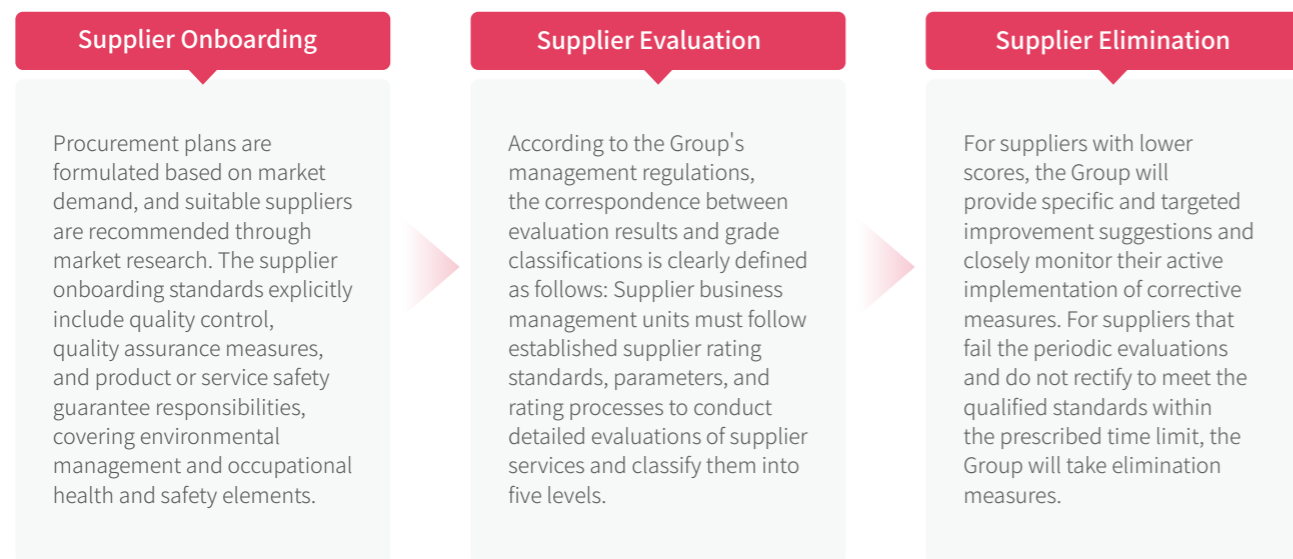 Supplier Onboarding
Procurement plans are
formulated based on market
demand, and suitable suppliers
are recommended through
market research. The supplier
onboarding standards explicitly
include quality control,
quality assurance measures,
and product or service safety
guarantee responsibilities,
covering environmental
management and occupational
health and safety elements.
Supplier Evaluation
According to the Group's
management regulations,
the correspondence between
evaluation results and grade
classifications is clearly defined
as follows: Supplier business
management units must follow
established supplier rating
standards, parameters, and
rating processes to conduct
detailed evaluations of supplier
services and classify them into
five levels.
Supplier Elimination
For suppliers with lower
scores, the Group will
provide specific and targeted
improvement suggestions and
closely monitor their active
implementation of corrective
measures. For suppliers that
fail the periodic evaluations
and do not rectify to meet the
qualified standards within
the prescribed time limit, the
Group will take elimination
measures.